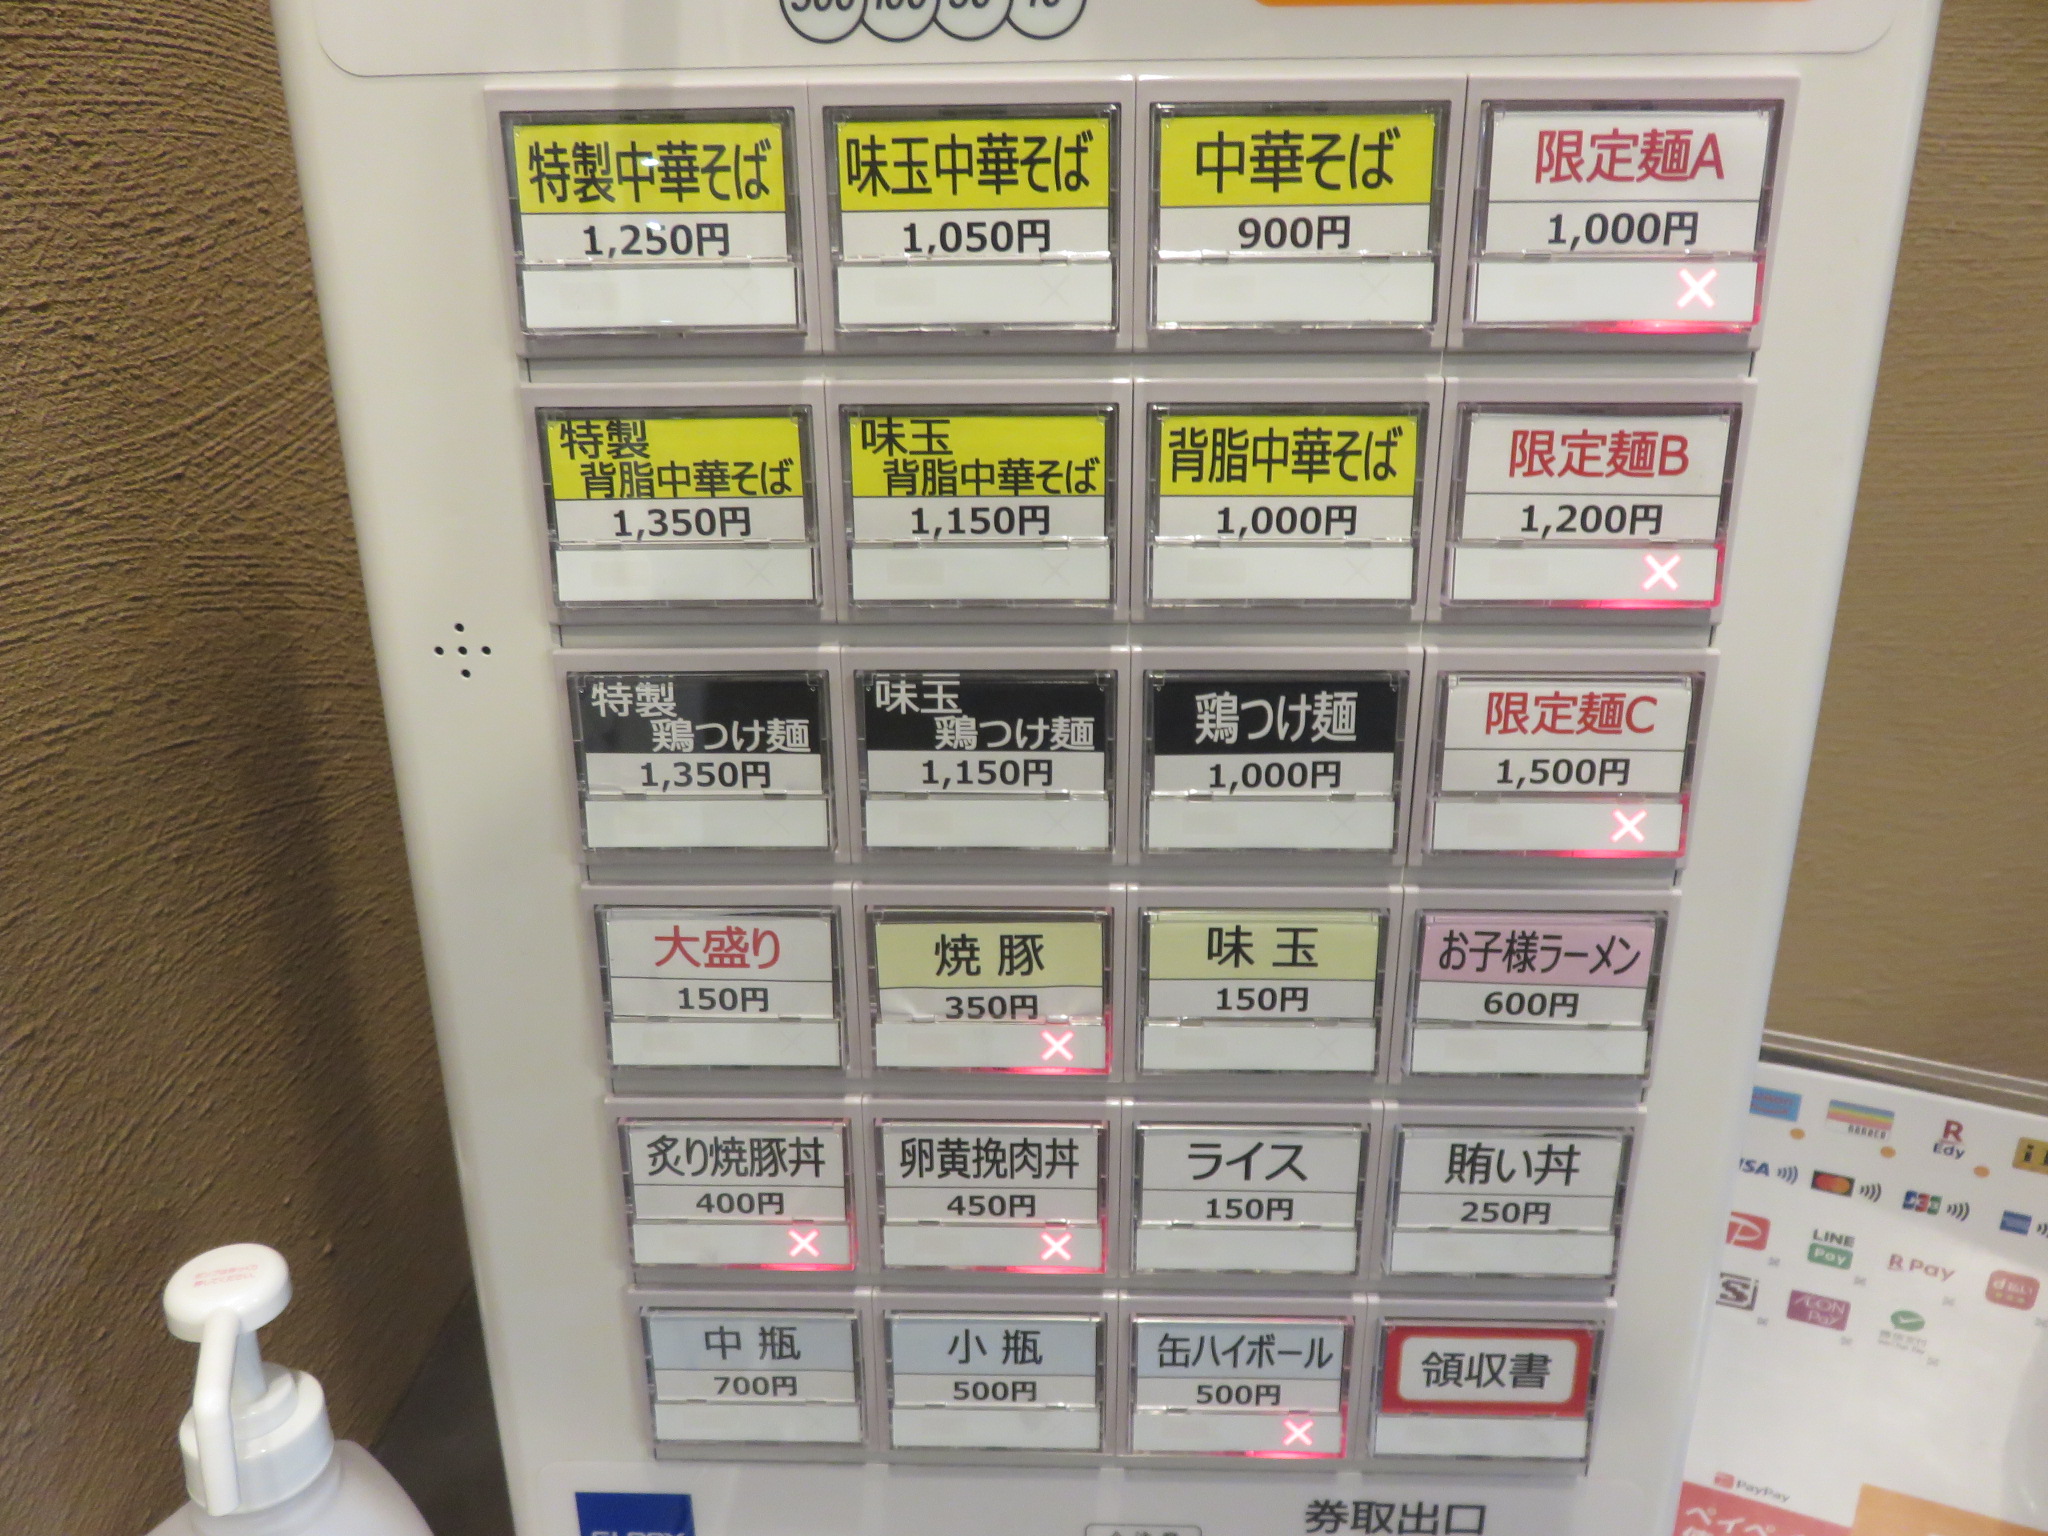 特製中華そば
1,250円
味玉中華そば
1,050円
中華そば
900円
限定麺A
1,000円
×
特製
背脂中華そば
1,350円
味玉
背脂中華そば
1,150円
背脂中華そば
1,000円
限定麺B
1,200円
×
特製
鶏つけ麺
1,350円
味玉
鶏つけ麺
1,150円
鶏つけ麺
1,000円
限定麺C
1,500円
×
大盛り
150円
焼豚
350円
×
味玉
150円
お子様ラーメン
600円
炙り焼豚丼
400円
×
卵黄挽肉丼
450円
×
ライス
150円
賄い丼
250円
中瓶
700円
小瓶
500円
缶ハイボール
500円
×
領収書
券取出口
R
Edy
LINE
Pay
R Pay
d払い
AEON
Pay
PayPay